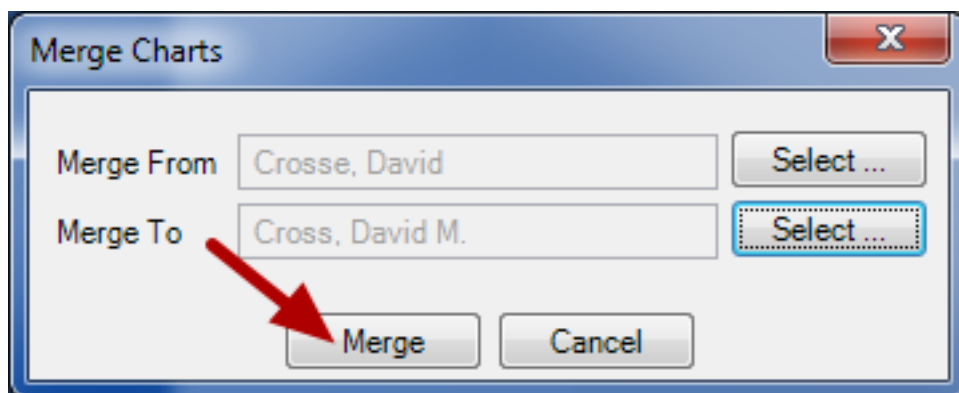 Merge Charts
Merge From Crosse, David Select ...
Merge To Cross, David M. Select ...
Merge Cancel